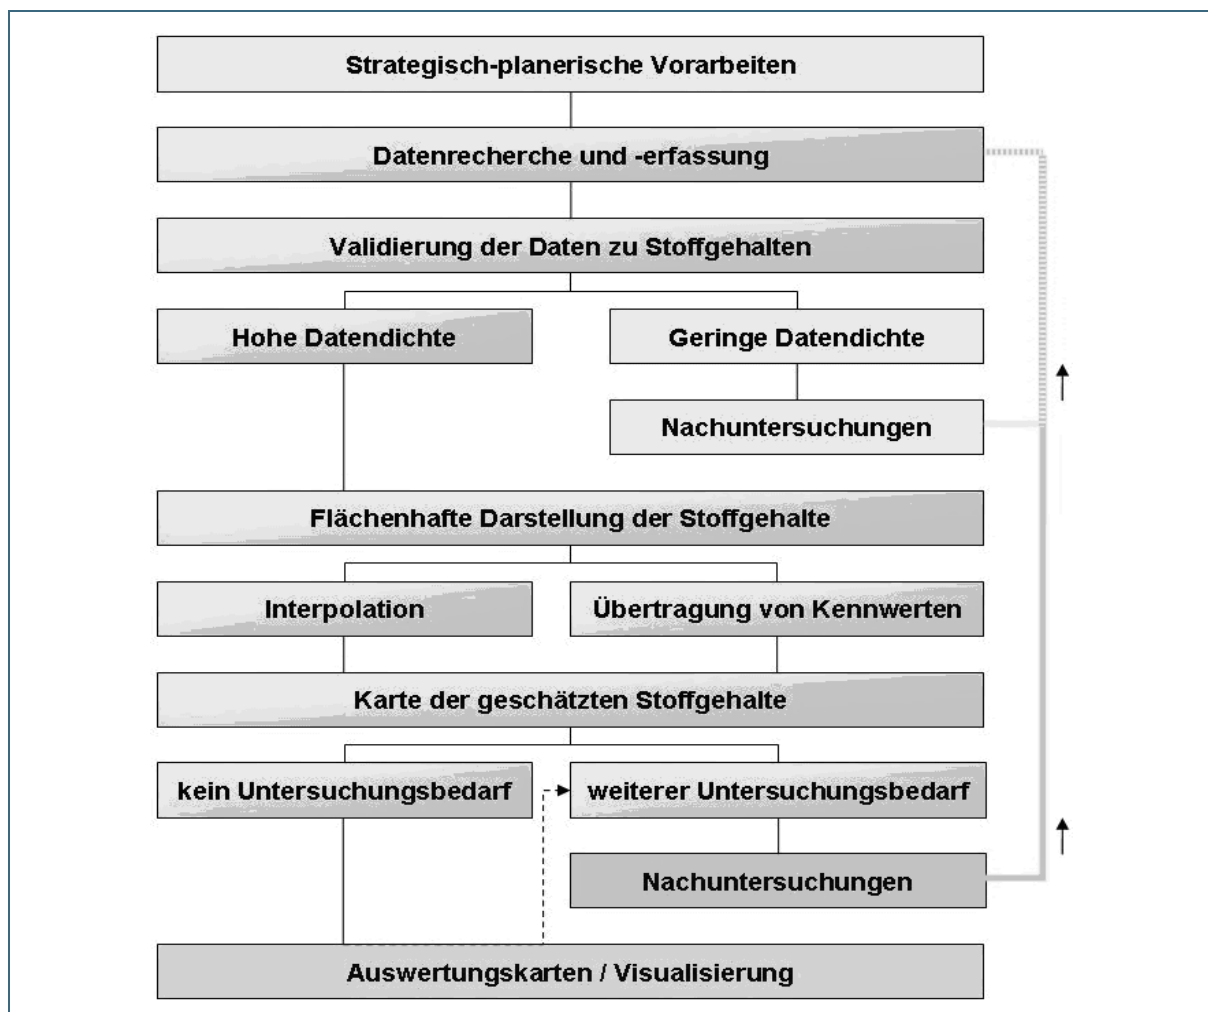 Strategisch-planerische Vorarbeiten
Datenrecherche und -erfassung
Validierung der Daten zu Stoffgehalten
Hohe Datendichte
Geringe Datendichte
Nachuntersuchungen
Flächenhafte Darstellung der Stoffgehalte
Interpolation
Übertragung von Kennwerten
Karte der geschätzten Stoffgehalte
kein Untersuchungsbedarf
weiterer Untersuchungsbedarf
Nachuntersuchungen
Auswertungskarten / Visualisierung